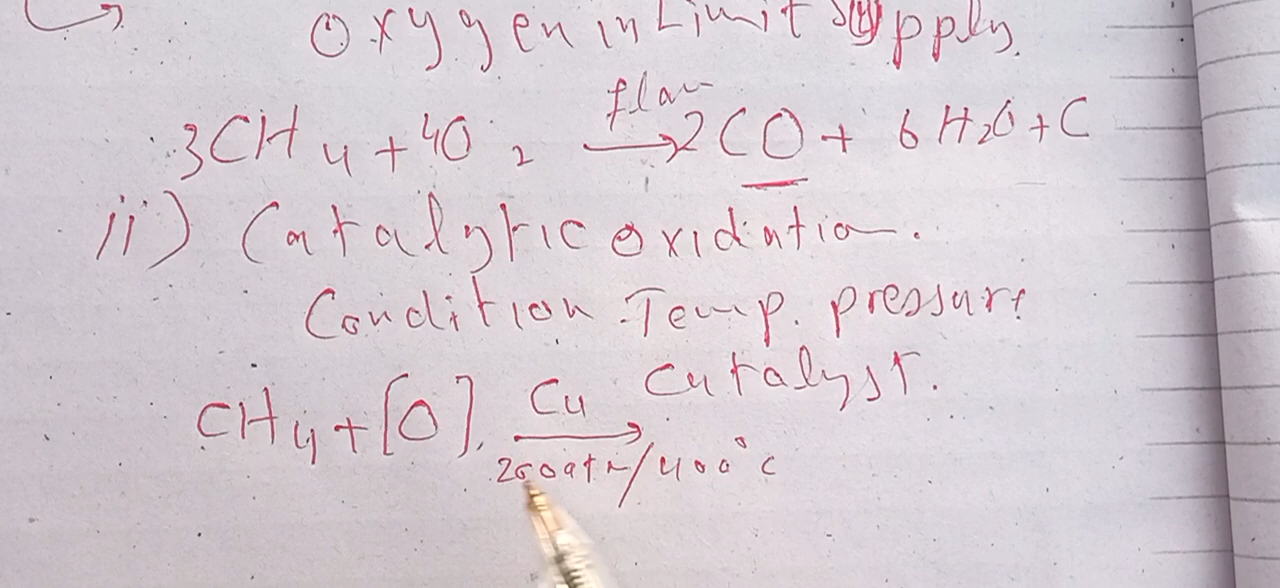 Oxygen in Limit Supply
3CH4 + 4O2 flam → 2CO + 6H2O + C
ii) Catalytic oxidation.
Condition Temp. pressure
Catalyst.
CH4 + [O] Cu → 200atm/400°C